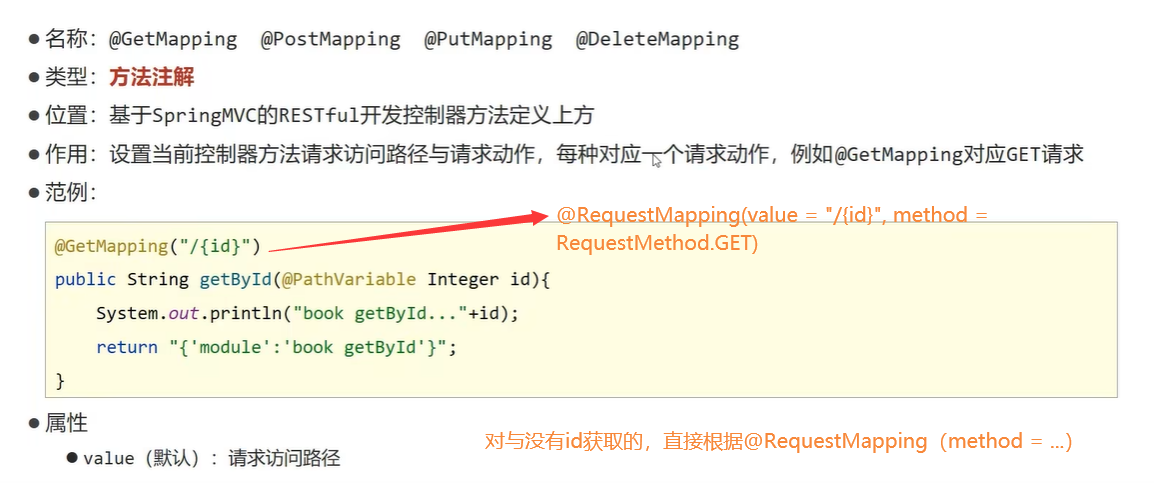 ● 名称：@GetMapping @PostMapping @PutMapping @DeleteMapping
● 类型：方法注解
● 位置：基于SpringMVC的RESTful开发控制器方法定义上方
● 作用：设置当前控制器方法请求访问路径与请求动作，每种对应一个请求动作，例如@GetMapping对应GET请求
● 范例：
@RequestMapping(value = "/{id}", method =
RequestMethod.GET)
@GetMapping("/{id}")
public String getById(@PathVariable Integer id){
System.out.println("book getById..."+id);
return "{'module':'book getById'}";
}
● 属性
对与没有id获取的，直接根据@RequestMapping（method = ...）
● value（默认）：请求访问路径